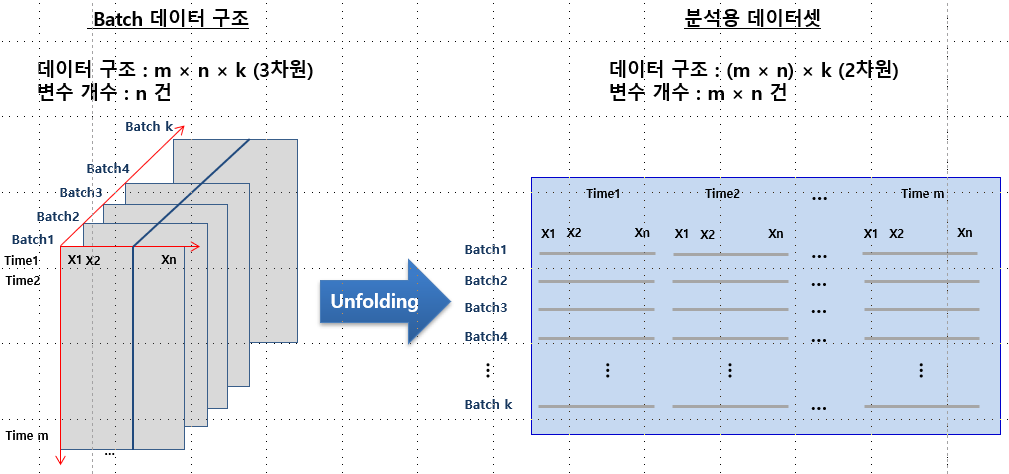 Batch 데이터 구조
데이터 구조 : m × n × k (3차원)
변수 개수 : n 건
Batch k
Batch4
Batch3
Batch2
Batch1
Time1
X1 X2 Xn
Time2
Time m
...
Unfolding
분석용 데이터셋
데이터 구조 : (m × n) × k (2차원)
변수 개수 : m × n 건
Time1 Time2 ... Time m
X1 X2 Xn X1 X2 Xn X1 X2 Xn
Batch1 ...
Batch2 ...
Batch3 ...
Batch4 ...
⋮ ⋮ ⋮ ⋮
Batch k ...